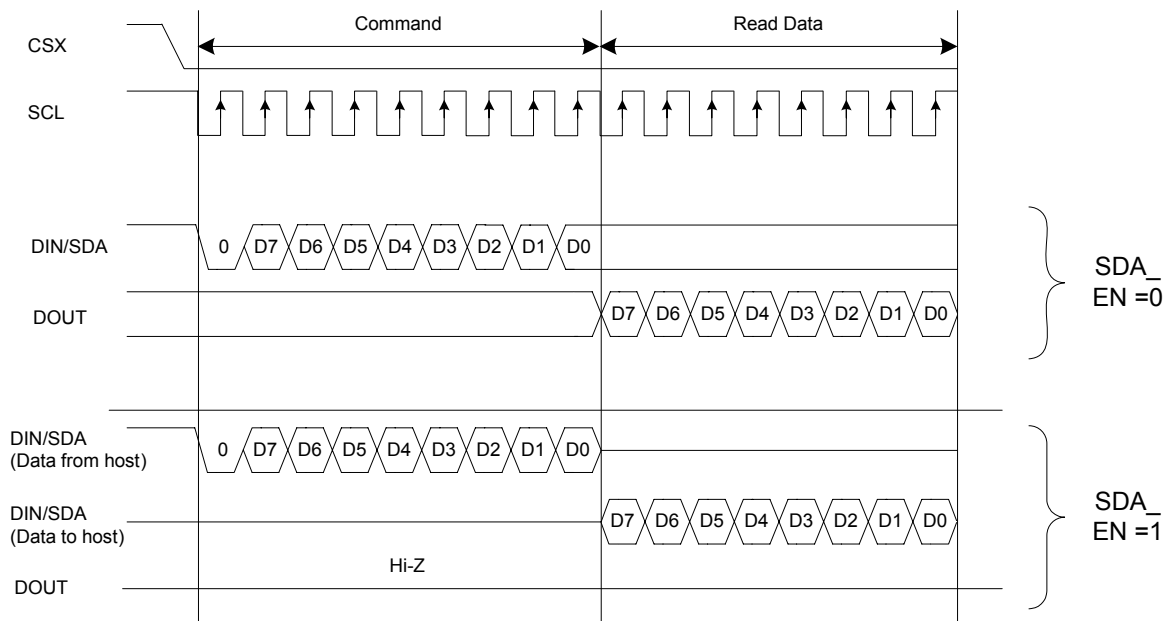 Command Read Data
CSX
SCL
DIN/SDA 0 D7 D6 D5 D4 D3 D2 D1 D0
DOUT D7 D6 D5 D4 D3 D2 D1 D0
SDA_
EN =0
DIN/SDA
(Data from host) 0 D7 D6 D5 D4 D3 D2 D1 D0
DIN/SDA
(Data to host) D7 D6 D5 D4 D3 D2 D1 D0
Hi-Z
DOUT
SDA_
EN =1